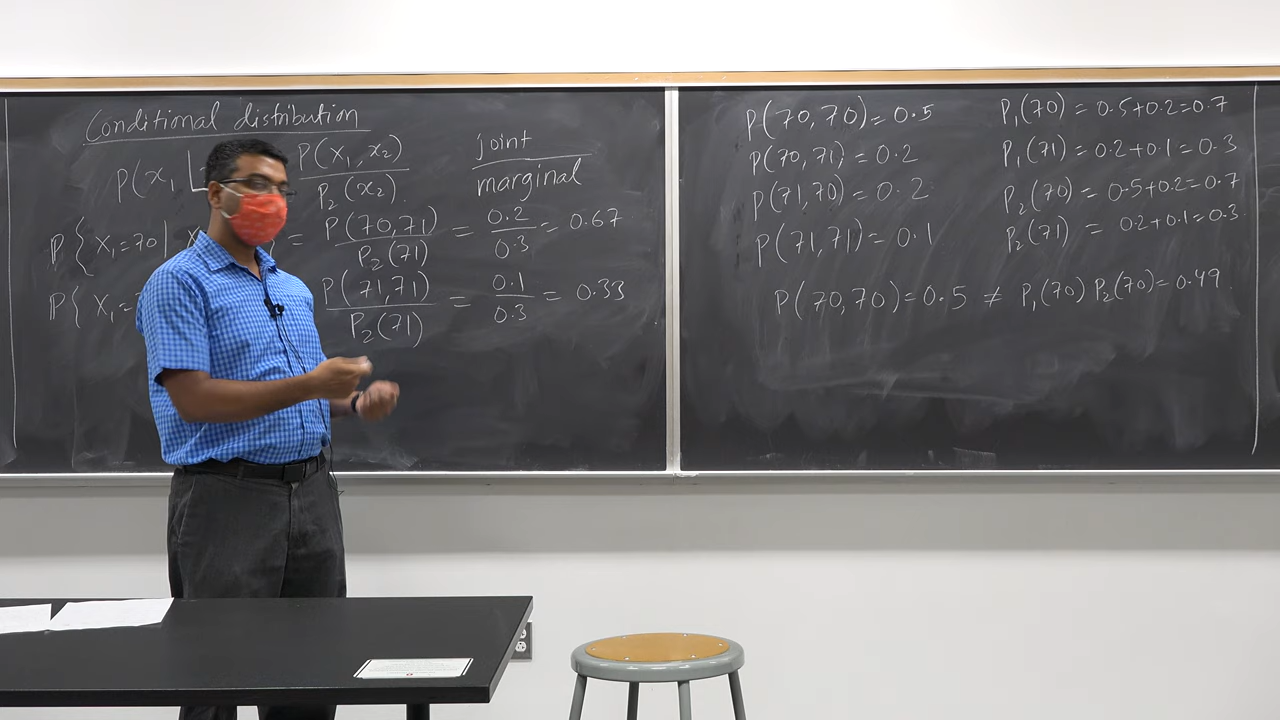 Conditional distribution
P(x₁ | = P(x₁, x₂) / P₂(x₂) joint / marginal
P{ X₁=70 | X = P(70,71) / P₂(71) = 0.2 / 0.3 = 0.67
P{ X₁= P(71,71) / P₂(71) = 0.1 / 0.3 = 0.33
P(70,70) = 0.5
P(70,71) = 0.2
P(71,70) = 0.2
P(71,71) = 0.1
P₁(70) = 0.5+0.2=0.7
P₁(71) = 0.2+0.1=0.3
P₂(70) = 0.5+0.2=0.7
P₂(71) = 0.2+0.1=0.3
P(70,70)=0.5 ≠ P₁(70) P₂(70)=0.49